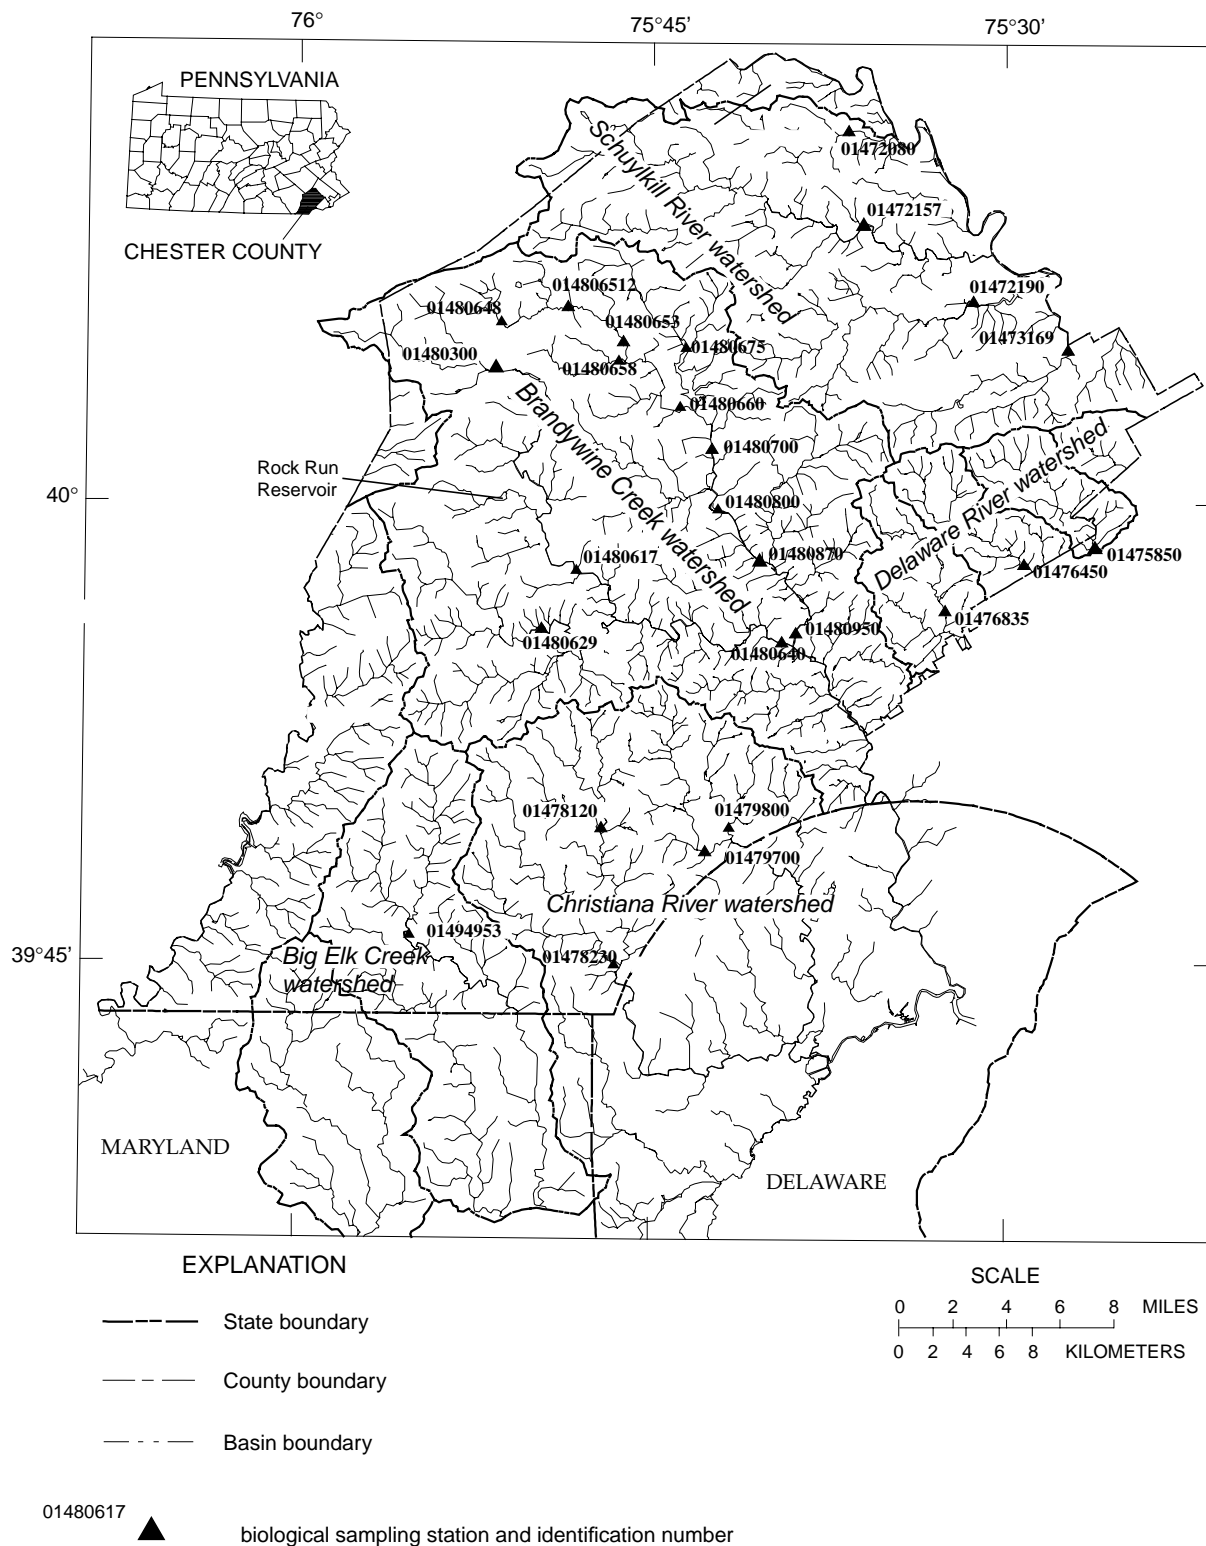 76°
75°45’
75°30’
PENNSYLVANIA
CHESTER COUNTY
Schuylkill River watershed
01472080
01472157
01472190
01473169
014806512
01480648
01480653
01480300
01480675
01480658
01480660
Brandywine Creek watershed
01480700
Rock Run
Reservoir
40°
01480800
Delaware River watershed
01480617
01480870
01475850
01476450
01476835
01480950
01480629
01480640
01478120
01479800
01479700
Christiana River watershed
01494953
39°45’
Big Elk Creek
watershed
01478230
MARYLAND
DELAWARE
EXPLANATION
State boundary
County boundary
Basin boundary
01480617
biological sampling station and identification number
SCALE
0 2 4 6 8 MILES
0 2 4 6 8 KILOMETERS